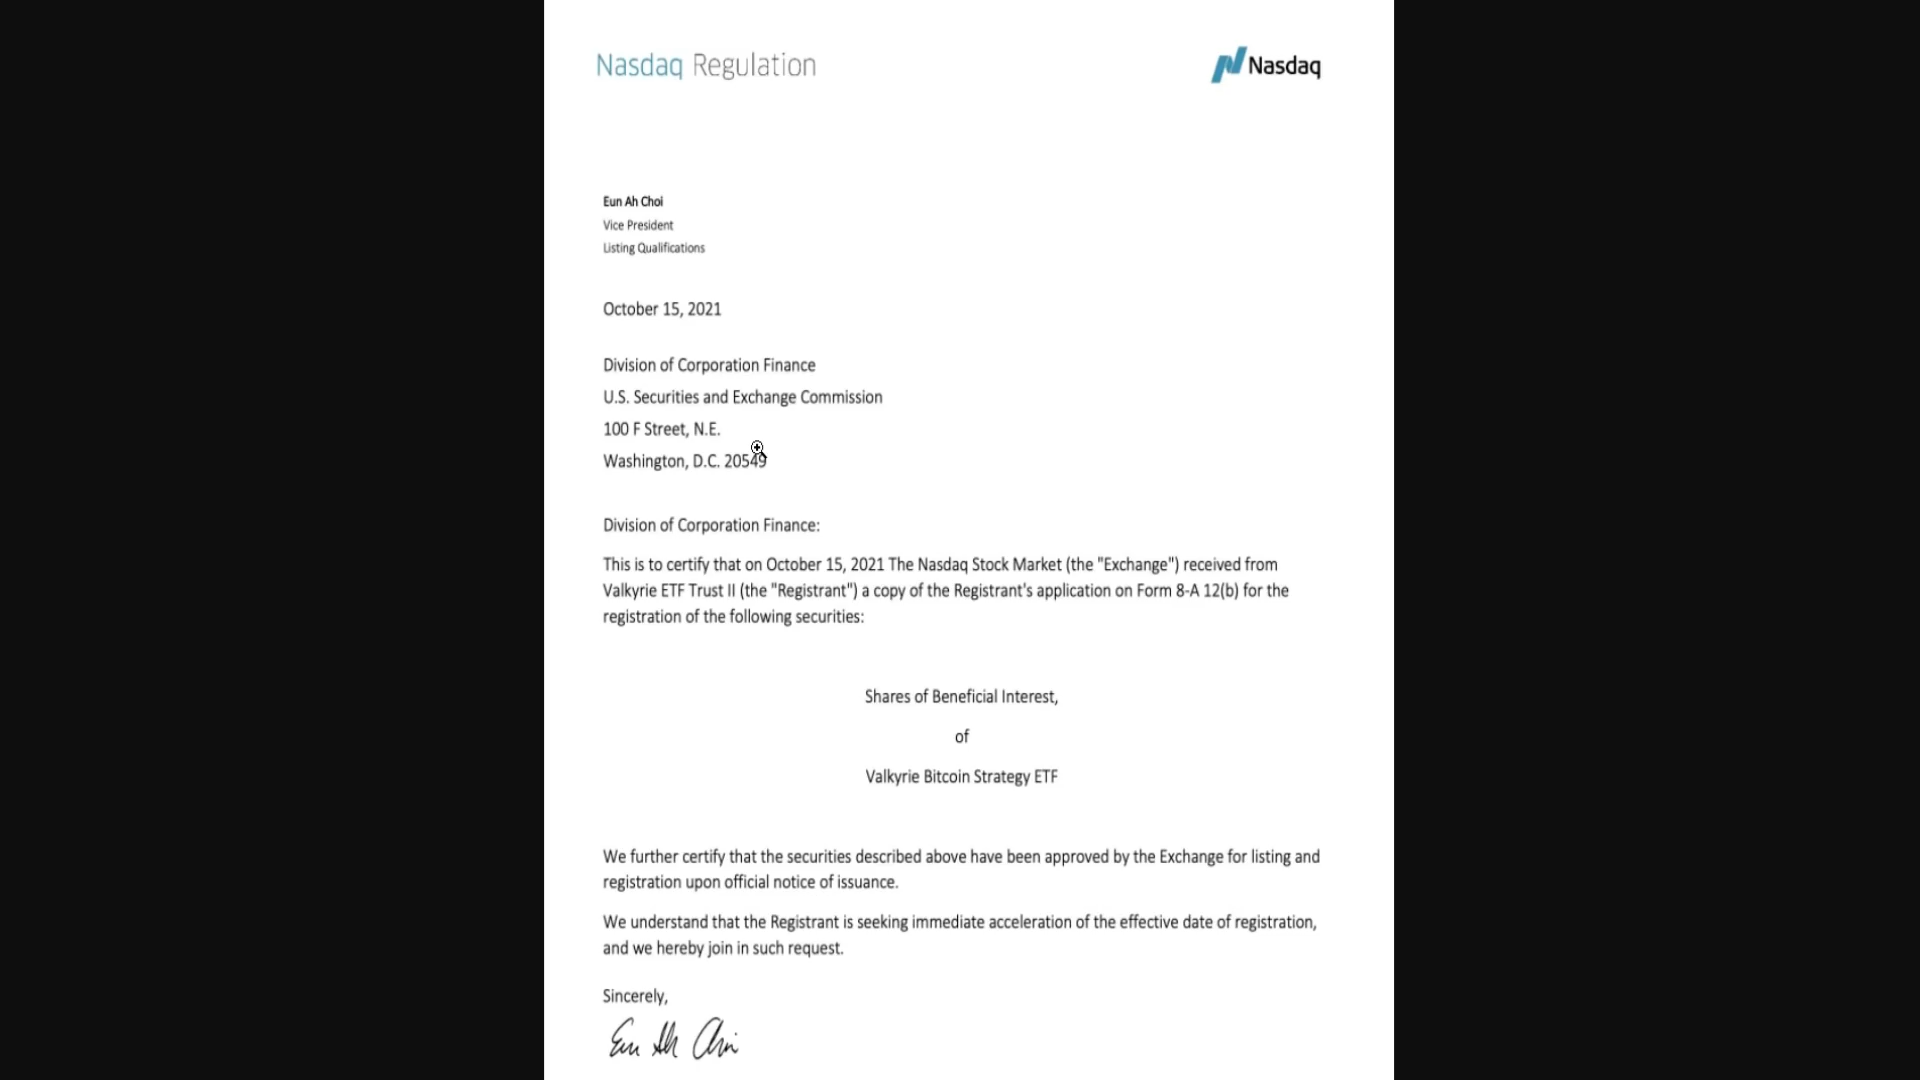 Nasdaq Regulation
Nasdaq
Eun Ah Choi
Vice President
Listing Qualifications
October 15, 2021
Division of Corporation Finance
U.S. Securities and Exchange Commission
100 F Street, N.E.
Washington, D.C. 20549
Division of Corporation Finance:
This is to certify that on October 15, 2021 The Nasdaq Stock Market (the "Exchange") received from
Valkyrie ETF Trust II (the "Registrant") a copy of the Registrant's application on Form 8-A 12(b) for the
registration of the following securities:
Shares of Beneficial Interest,
of
Valkyrie Bitcoin Strategy ETF
We further certify that the securities described above have been approved by the Exchange for listing and
registration upon official notice of issuance.
We understand that the Registrant is seeking immediate acceleration of the effective date of registration,
and we hereby join in such request.
Sincerely,
Eun Ah Choi